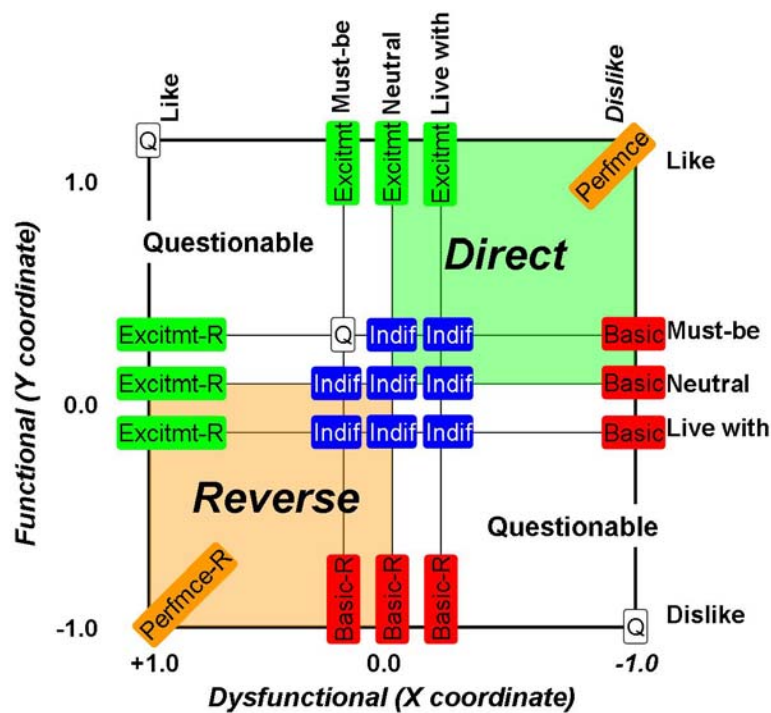 Like
Must-be
Neutral
Live with
Dislike
Q
Excitmt
Excitmt
Excitmt
Perfmce
Like
1.0
Questionable
Direct
Excitmt-R
Q
Indif
Indif
Basic
Must-be
Excitmt-R
Indif
Indif
Indif
Basic
Neutral
0.0
Excitmt-R
Indif
Indif
Indif
Basic
Live with
Reverse
Questionable
Perfmce-R
Basic-R
Basic-R
Basic-R
Q
Dislike
-1.0
+1.0
0.0
-1.0
Dysfunctional (X coordinate)
Functional (Y coordinate)